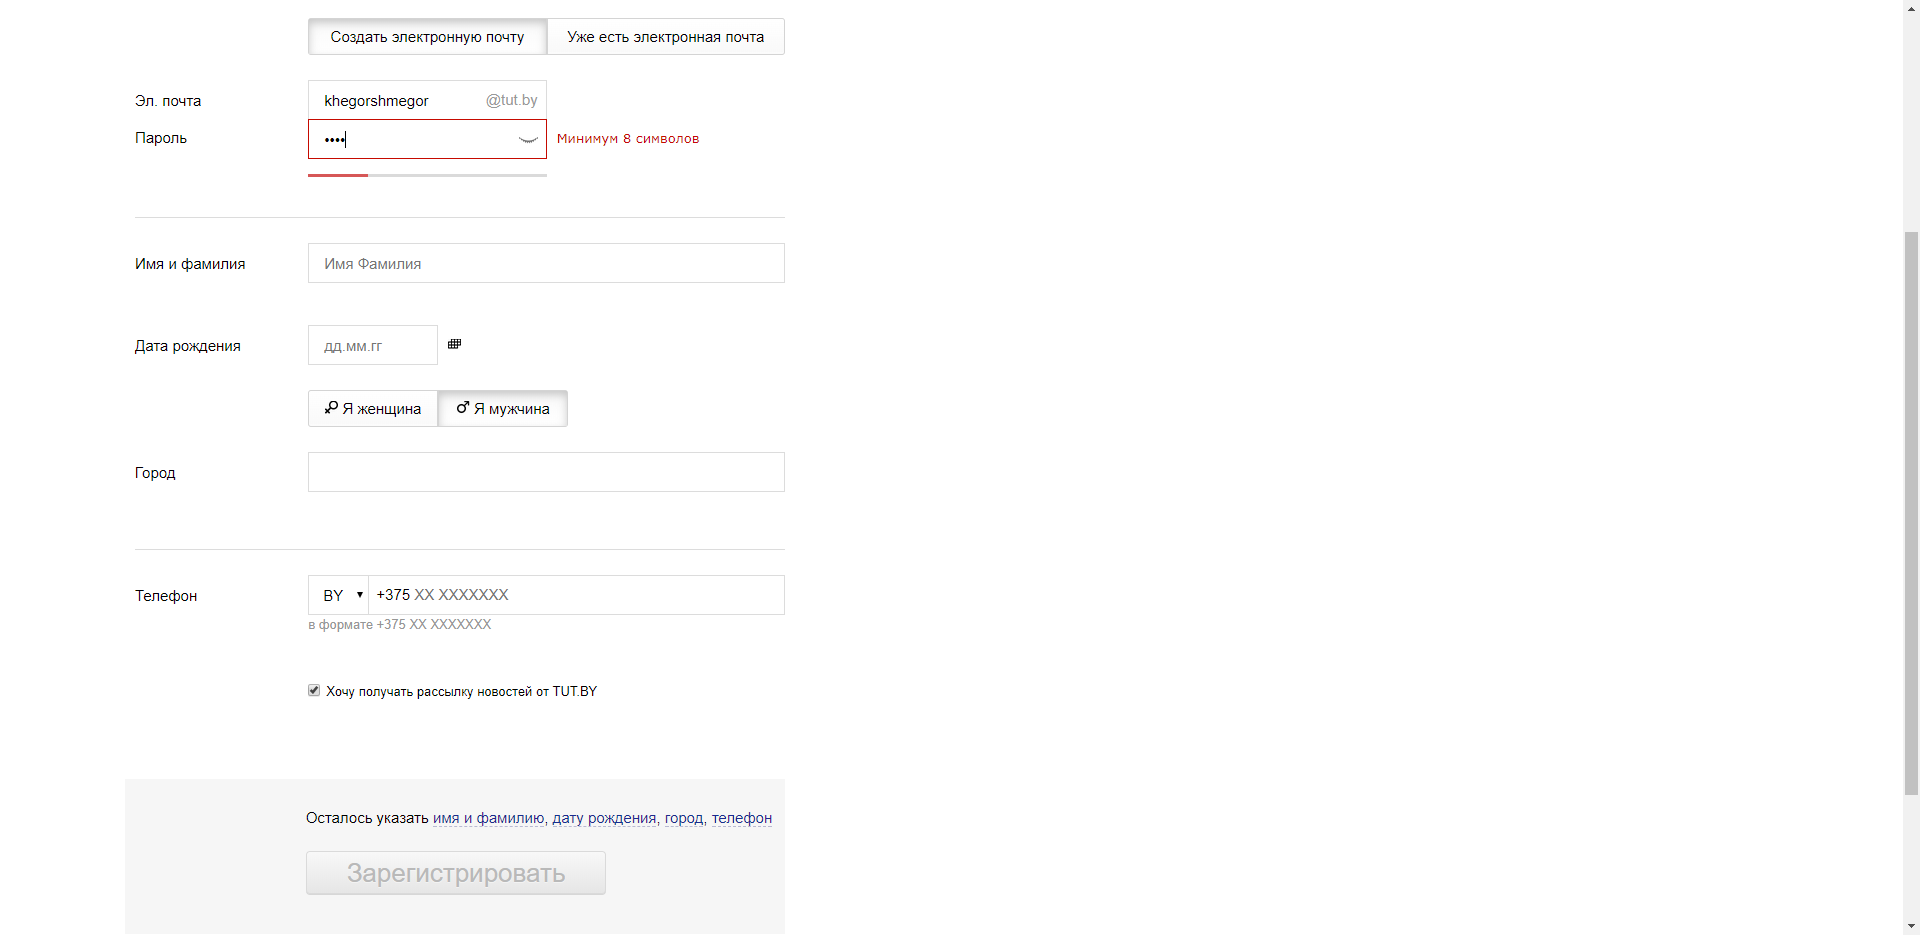 Создать электронную почту Уже есть электронная почта
Эл. почта khegorshmegor @tut.by
Пароль •••• Минимум 8 символов
Имя и фамилия Имя Фамилия
Дата рождения дд.мм.гг
Я женщина Я мужчина
Город
Телефон BY +375 XX XXXXXXX
в формате +375 XX XXXXXXX
Хочу получать рассылку новостей от TUT.BY
Осталось указать имя и фамилию, дату рождения, город, телефон
Зарегистрировать